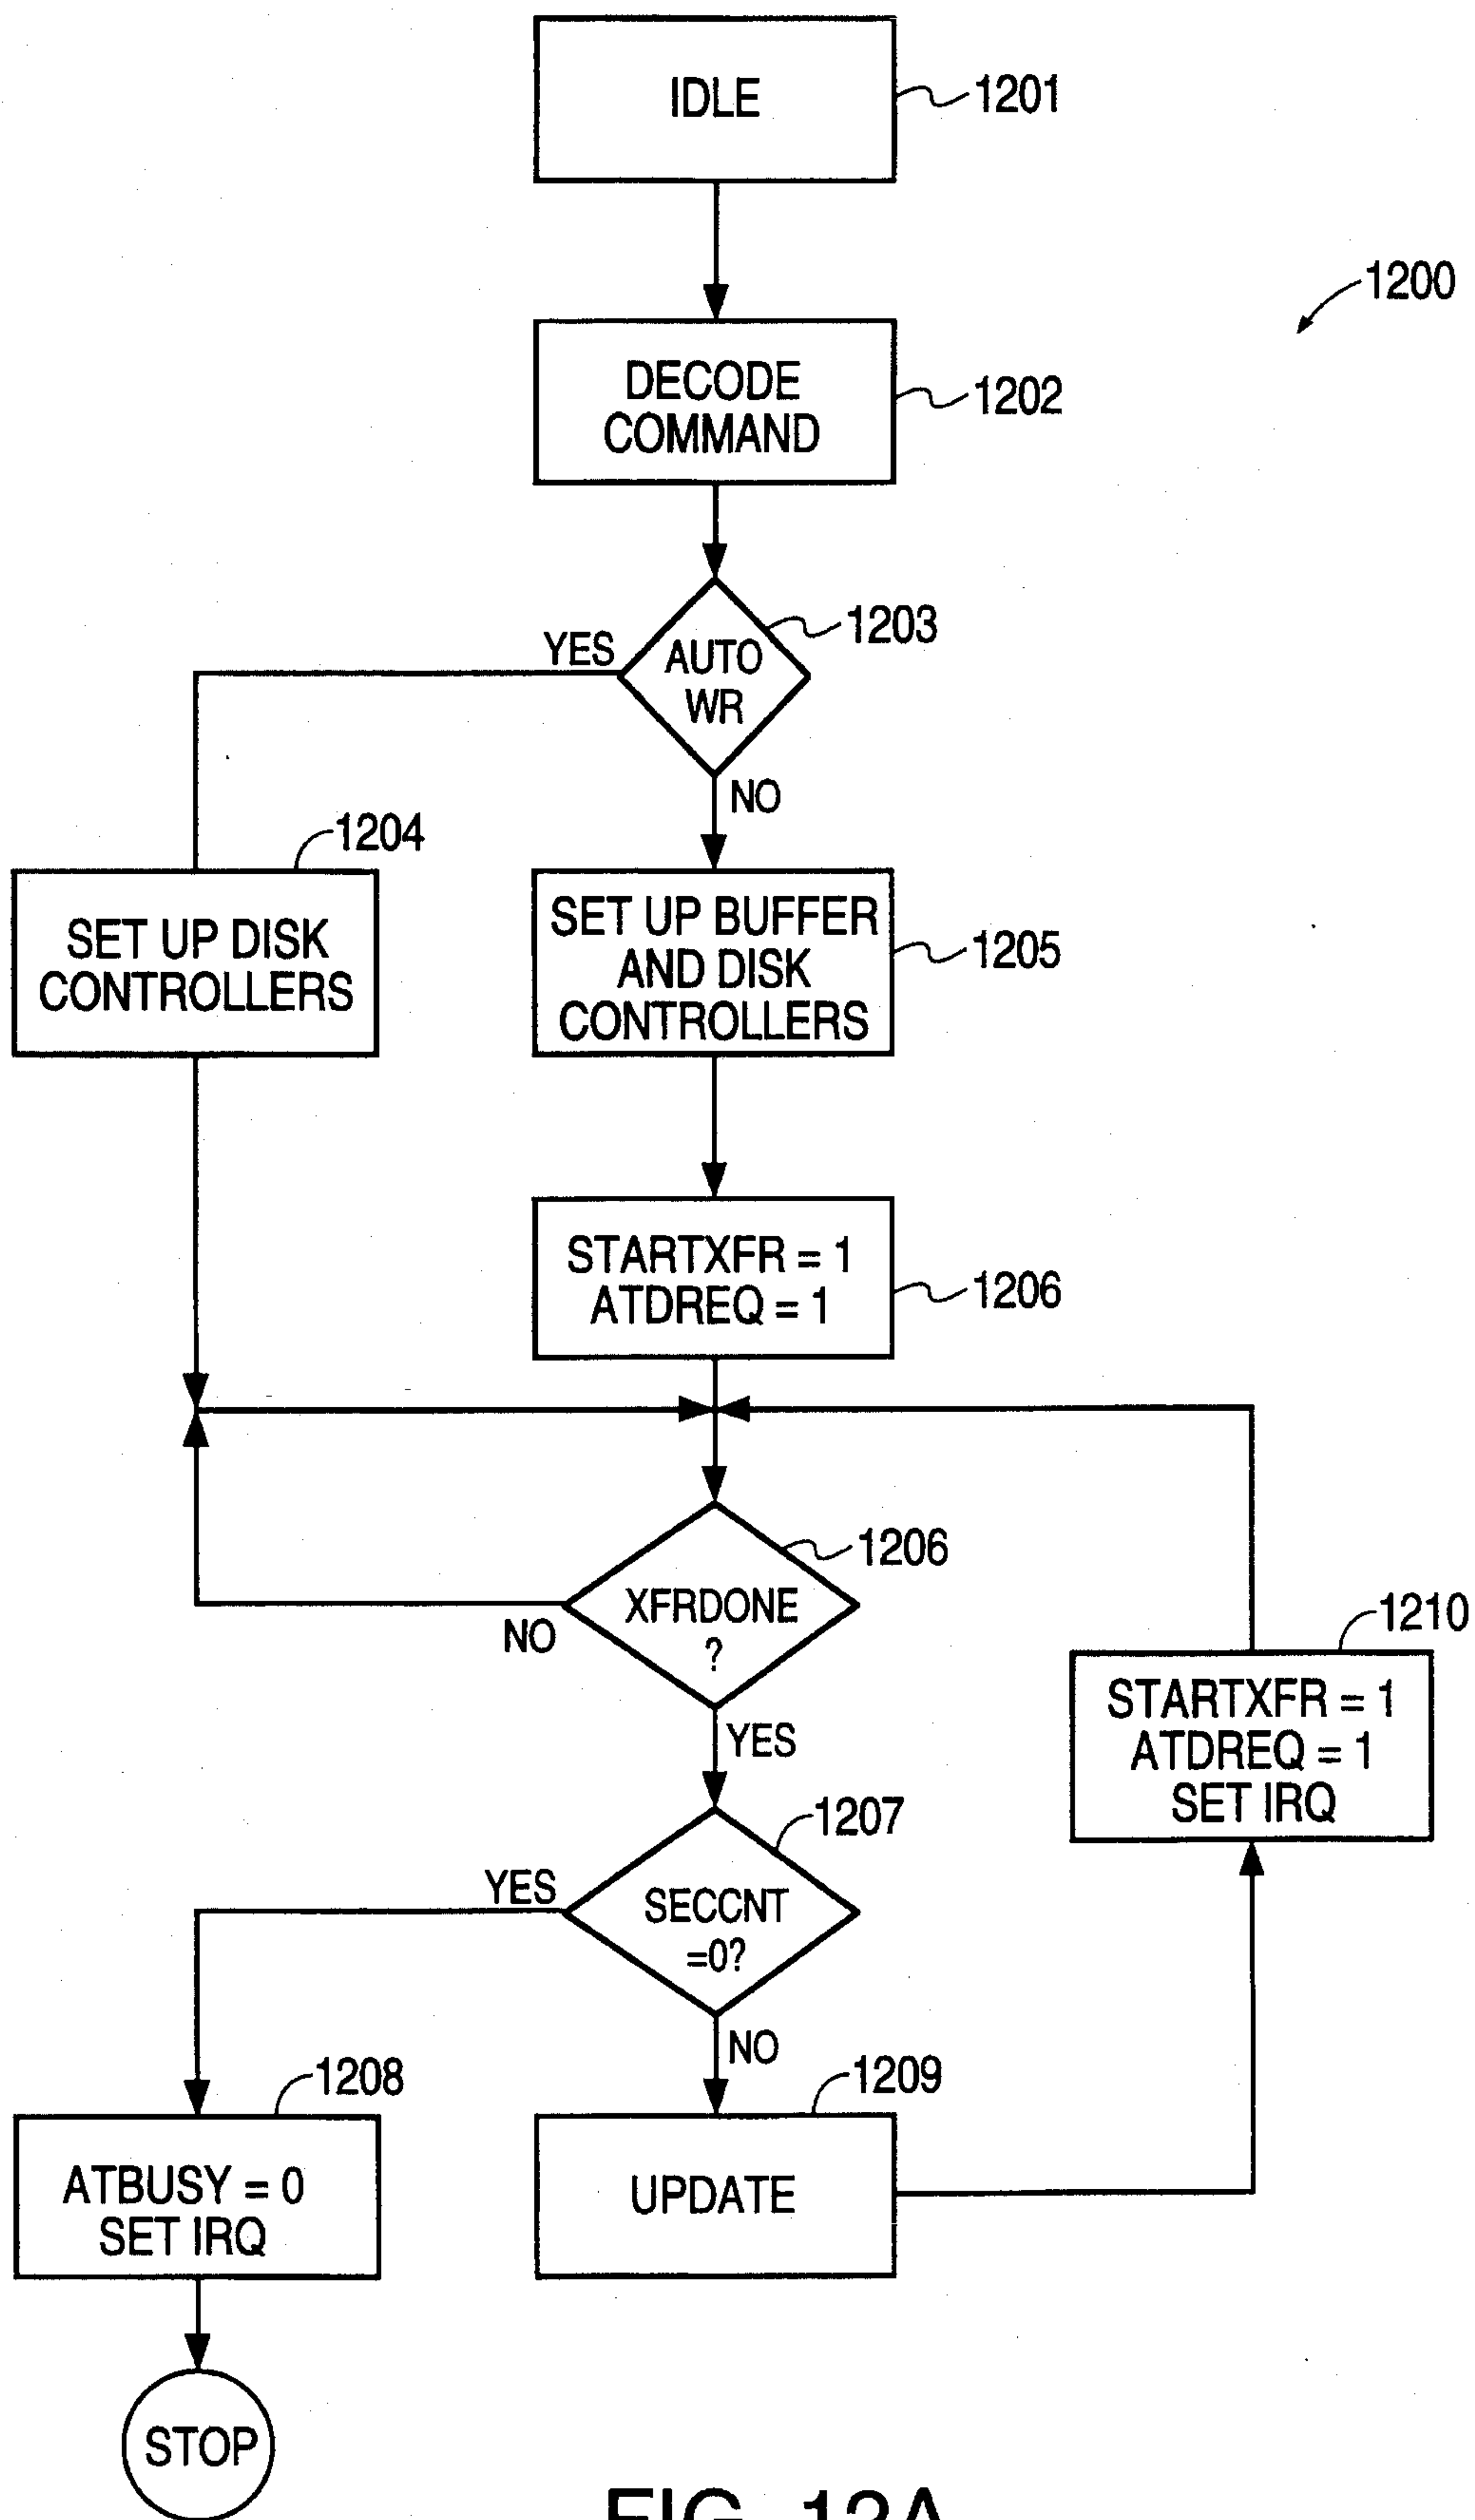 IDLE
1201
1200
DECODE
COMMAND
1202
1203
YES
AUTO
WR
NO
1204
SET UP DISK
CONTROLLERS
SET UP BUFFER
AND DISK
CONTROLLERS
1205
STARTXFR = 1
ATDREQ = 1
1206
1206
XFRDONE
?
NO
YES
1210
STARTXFR = 1
ATDREQ = 1
SET IRQ
1207
YES
SECCNT
=0?
NO
1208
ATBUSY = 0
SET IRQ
1209
UPDATE
STOP
FIG. 12A